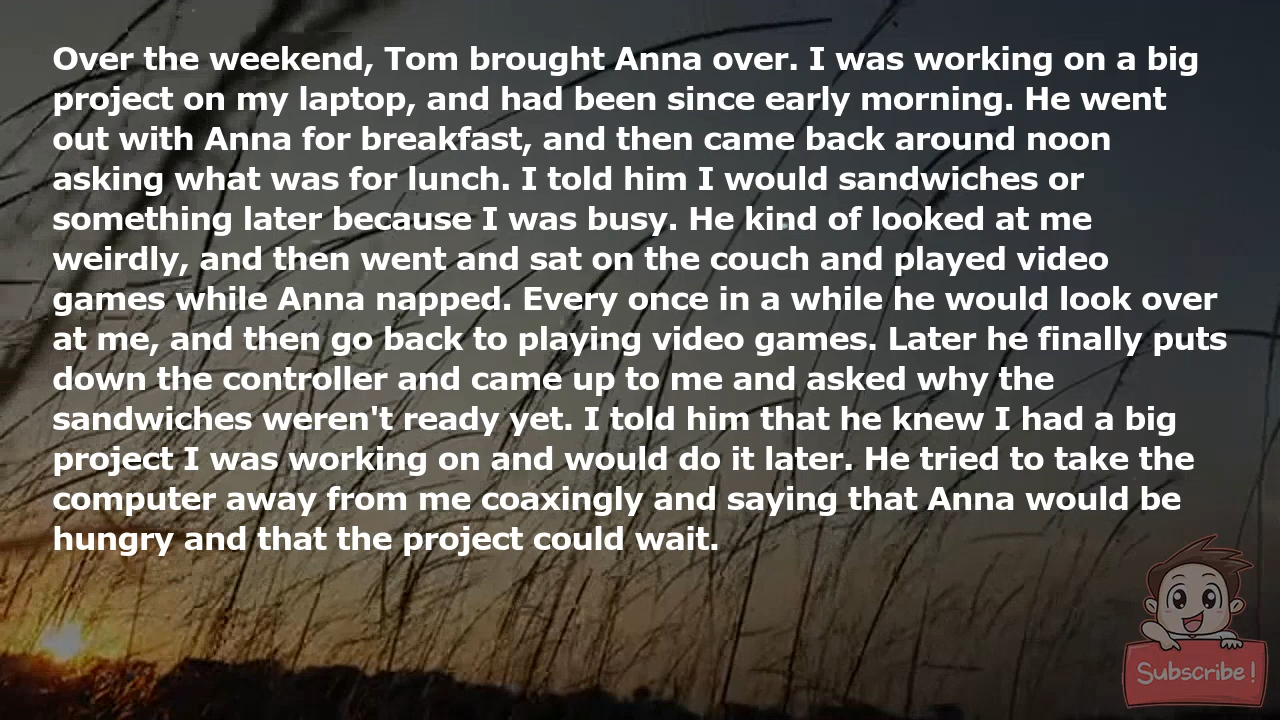 Over the weekend, Tom brought Anna over. I was working on a big
project on my laptop, and had been since early morning. He went
out with Anna for breakfast, and then came back around noon
asking what was for lunch. I told him I would sandwiches or
something later because I was busy. He kind of looked at me
weirdly, and then went and sat on the couch and played video
games while Anna napped. Every once in a while he would look over
at me, and then go back to playing video games. Later he finally puts
down the controller and came up to me and asked why the
sandwiches weren't ready yet. I told him that he knew I had a big
project I was working on and would do it later. He tried to take the
computer away from me coaxingly and saying that Anna would be
hungry and that the project could wait.
Subscribe!